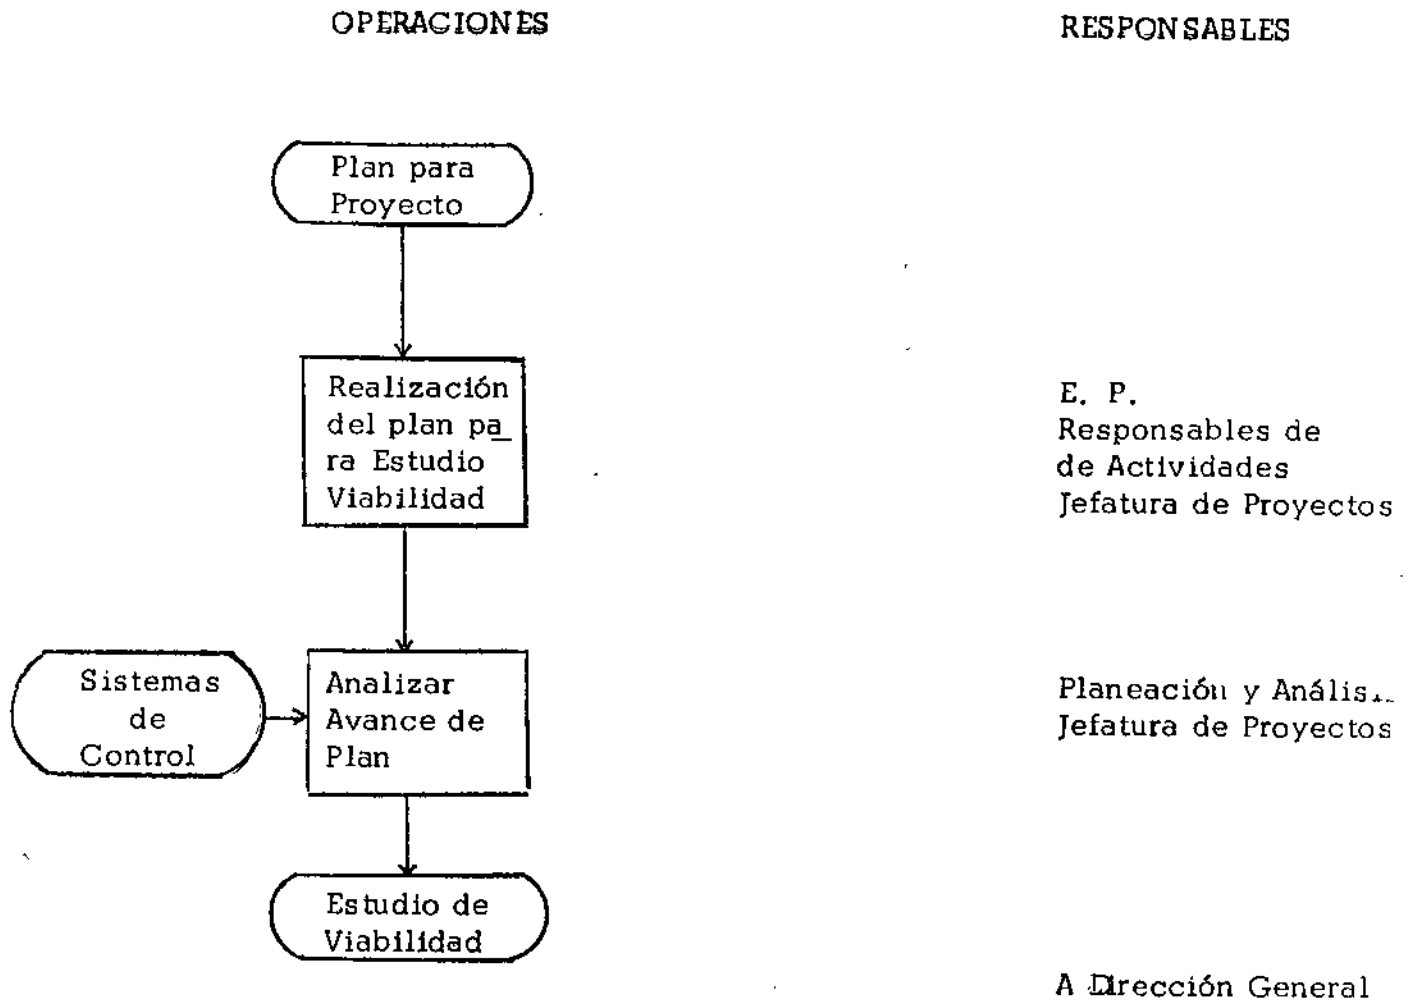 OPERACIONES
RESPONSABLES
Plan para
Proyecto
Realización
del plan pa_
ra Estudio
Viabilidad
E. P.
Responsables de
de Actividades
Jefatura de Proyectos
Sistemas
de
Control
Analizar
Avance de
Plan
Planeación y
Jefatura de Proyectos
Estudio de
Viabilidad
A Dirección General